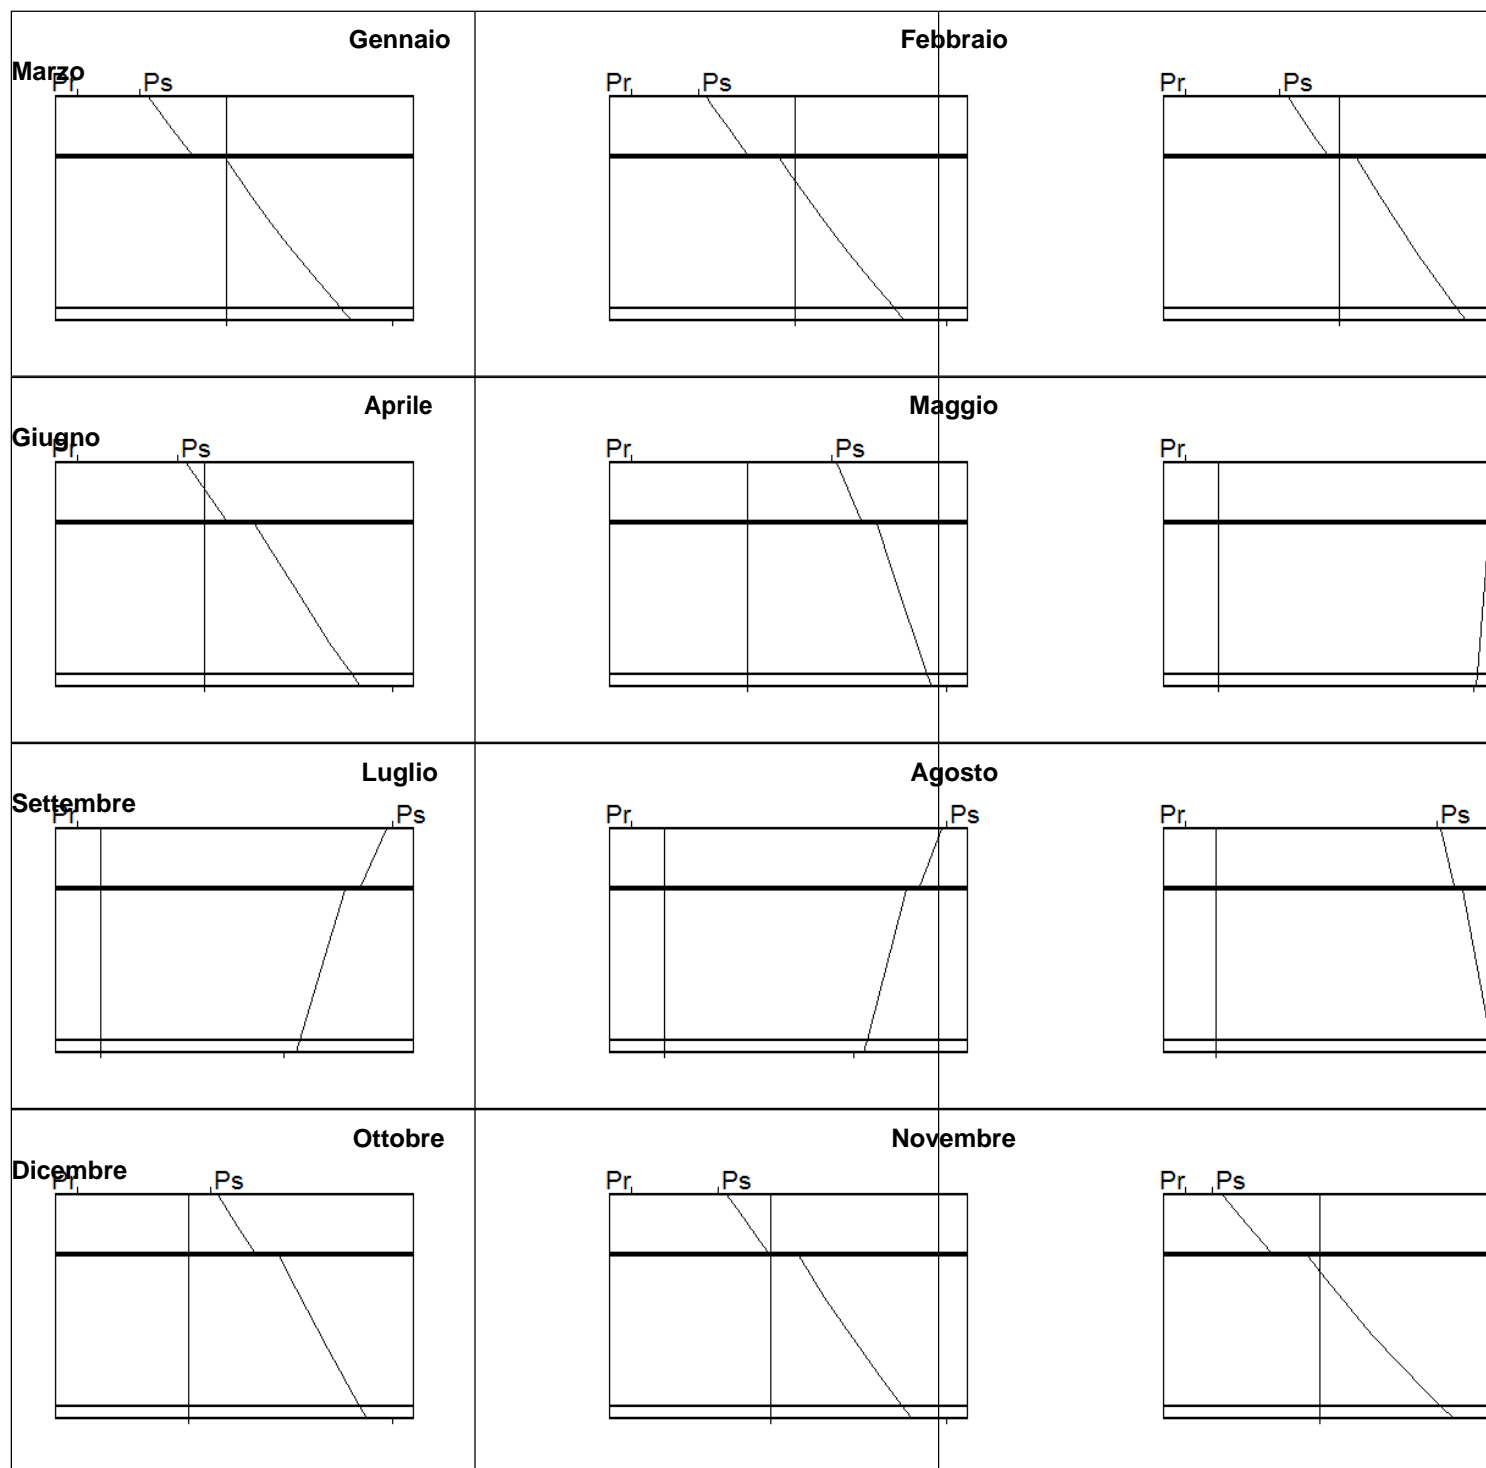 Gennaio Febbraio
Marzo
Pr Ps Pr Ps Pr Ps
Aprile Maggio
Giugno
Pr Ps Pr Ps Pr
Luglio Agosto
Settembre
Pr Ps Pr Ps Pr Ps
Ottobre Novembre
Dicembre
Pr Ps Pr Ps Pr Ps